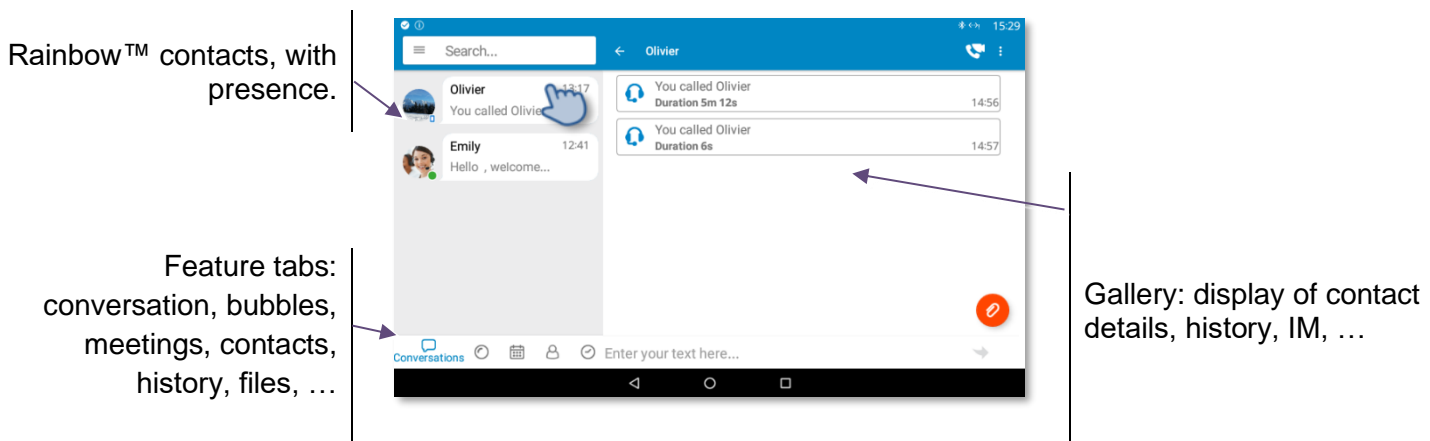 Rainbow™ contacts, with
presence.
15:29
Search...
Olivier
Olivier
13:17
You called Olivie
Emily
12:41
Hello , welcome...
You called Olivier
Duration 5m 12s
14:56
You called Olivier
Duration 6s
14:57
Feature tabs:
conversation, bubbles,
meetings, contacts,
history, files, …
Conversations
Enter your text here...
Gallery: display of contact
details, history, IM, …